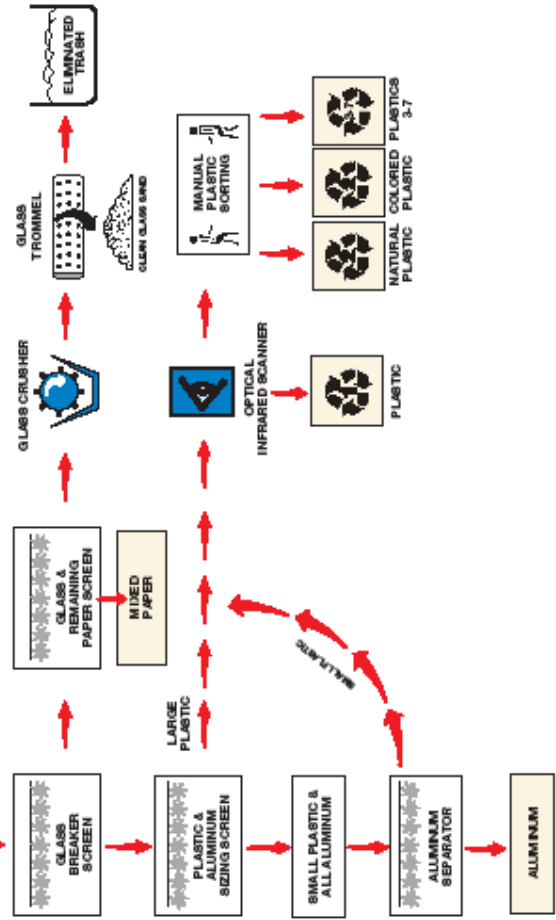 GLASS
BREAKER
SCREEN
GLASS &
REMAINING
PAPER SCREEN
MIXED
PAPER
GLASS CRUSHER
GLASS
TROMMEL
CLEAN GLASS SAND
ELIMINATED
TRASH
PLASTIC &
ALUMINUM
SIZING SCREEN
LARGE
PLASTIC
OPTICAL
INFRARED SCANNER
PLASTIC
MANUAL
PLASTIC
SORTING
NATURAL
PLASTIC
COLORED
PLASTIC
3-7
PLASTICS
3-7
SMALL PLASTIC &
ALL ALUMINUM
SMALL PLASTIC
ALUMINUM
SEPARATOR
ALUMINUM